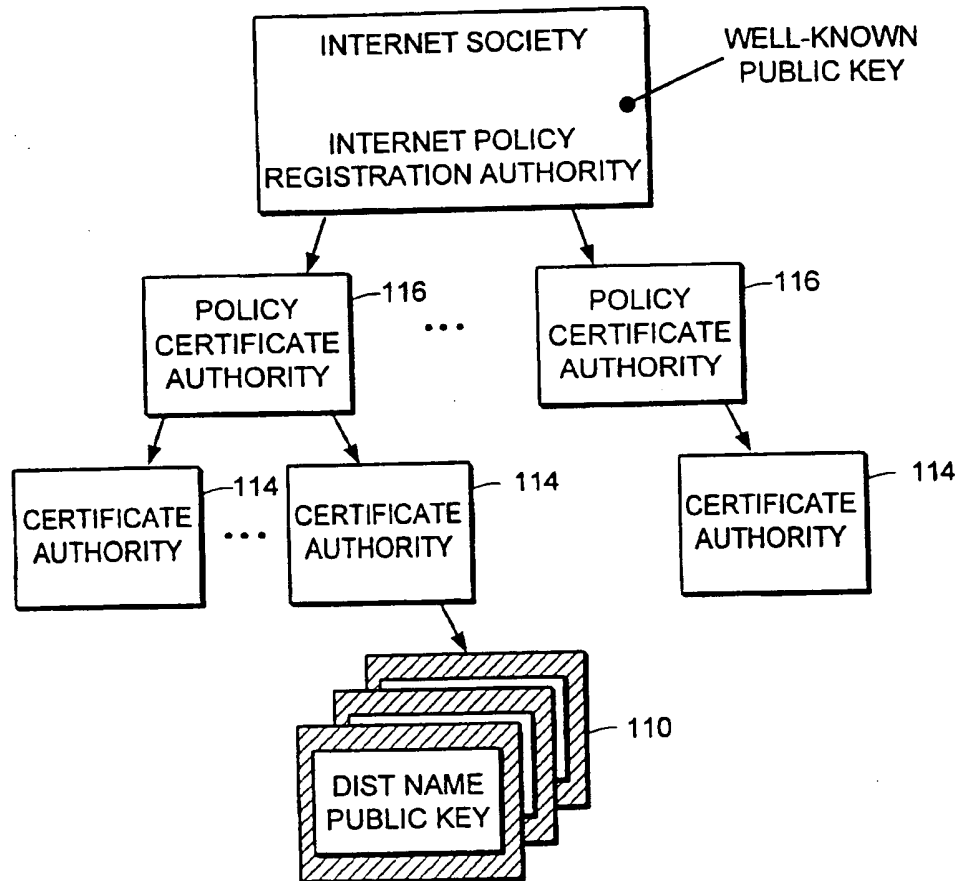 INTERNET SOCIETY
INTERNET POLICY
REGISTRATION AUTHORITY
WELL-KNOWN
PUBLIC KEY
POLICY
CERTIFICATE
AUTHORITY
116
• • •
POLICY
CERTIFICATE
AUTHORITY
116
CERTIFICATE
AUTHORITY
114
• • •
CERTIFICATE
AUTHORITY
114
CERTIFICATE
AUTHORITY
114
DIST NAME
PUBLIC KEY
110